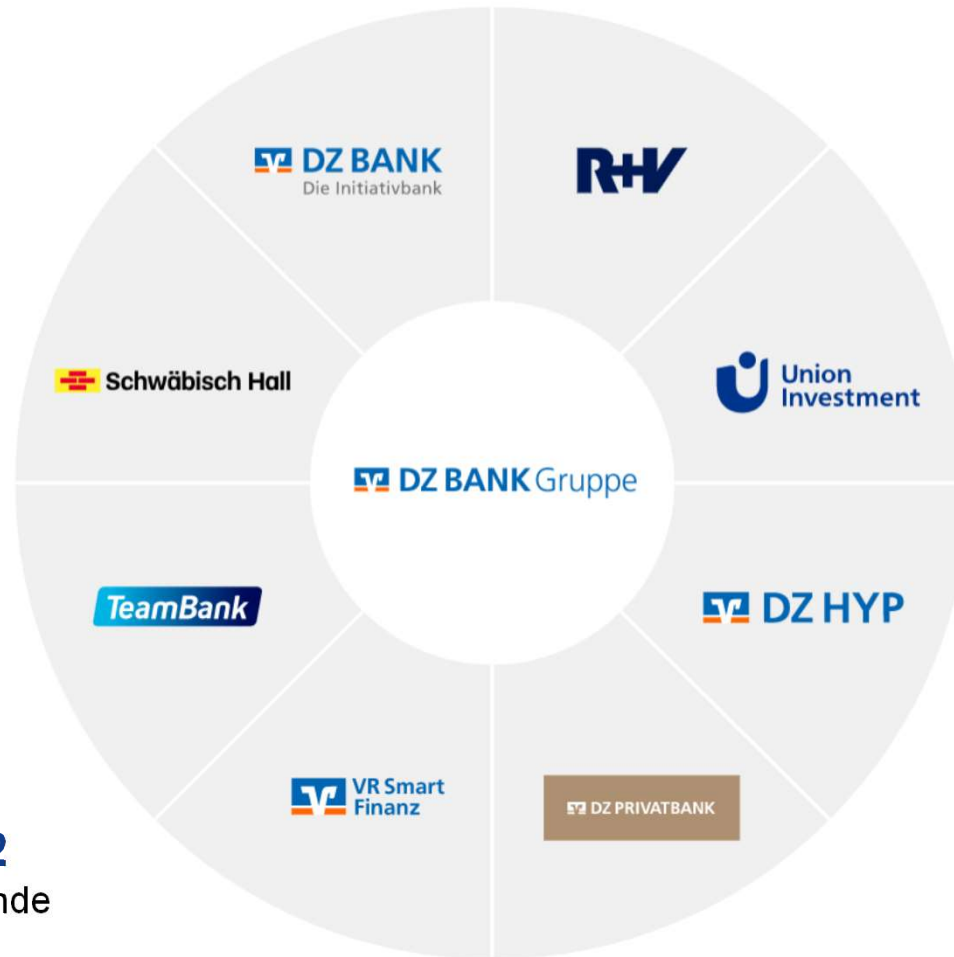 DZ BANK
Die Initiativbank
R+V
Schwäbisch Hall
Union
Investment
DZ BANK Gruppe
TeamBank
DZ HYP
VR Smart
Finanz
DZ PRIVATBANK
2
nde